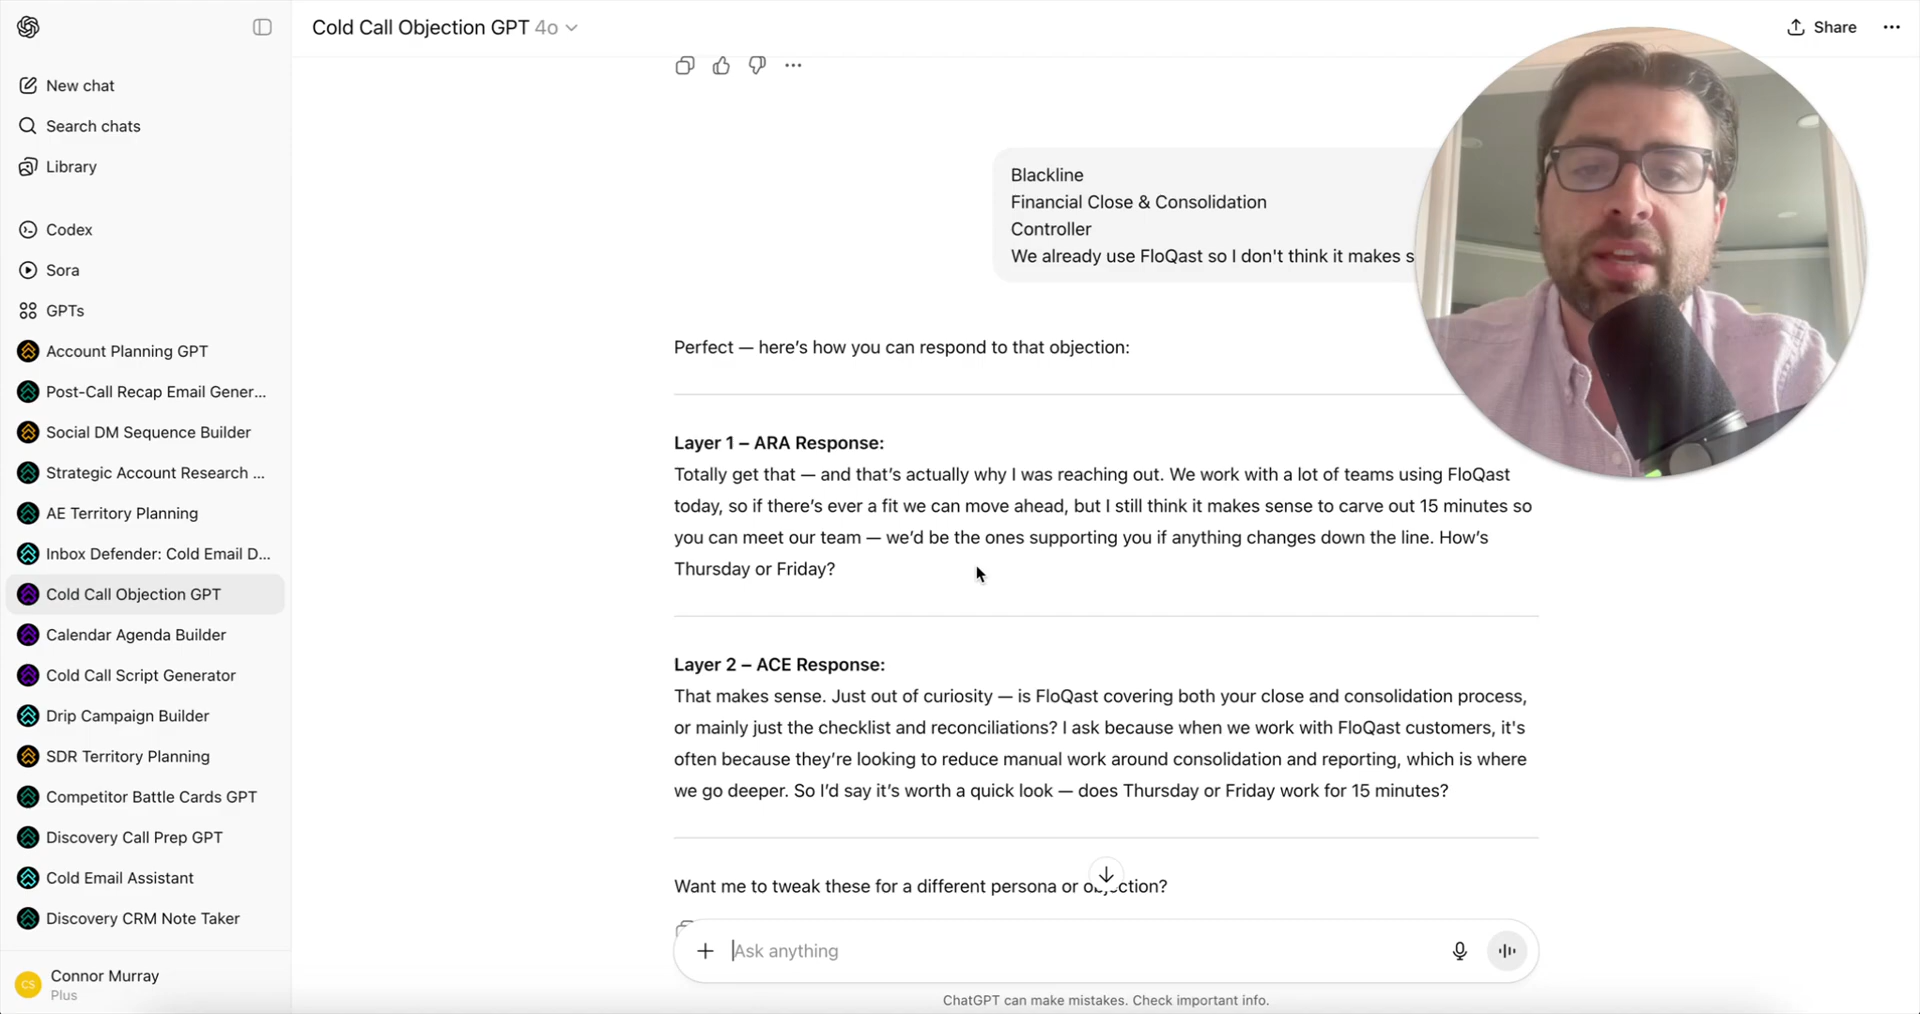 Cold Call Objection GPT 4o
Share
New chat
Search chats
Library
Codex
Sora
GPTs
Account Planning GPT
Post-Call Recap Email Gener...
Social DM Sequence Builder
Strategic Account Research ...
AE Territory Planning
Inbox Defender: Cold Email D...
Cold Call Objection GPT
Calendar Agenda Builder
Cold Call Script Generator
Drip Campaign Builder
SDR Territory Planning
Competitor Battle Cards GPT
Discovery Call Prep GPT
Cold Email Assistant
Discovery CRM Note Taker
CS
Connor Murray
Plus
Blackline
Financial Close & Consolidation
Controller
We already use FloQast so I don't think it makes s
Perfect — here's how you can respond to that objection:
Layer 1 – ARA Response:
Totally get that — and that's actually why I was reaching out. We work with a lot of teams using FloQast
today, so if there's ever a fit we can move ahead, but I still think it makes sense to carve out 15 minutes so
you can meet our team — we'd be the ones supporting you if anything changes down the line. How's
Thursday or Friday?
Layer 2 – ACE Response:
That makes sense. Just out of curiosity — is FloQast covering both your close and consolidation process,
or mainly just the checklist and reconciliations? I ask because when we work with FloQast customers, it's
often because they're looking to reduce manual work around consolidation and reporting, which is where
we go deeper. So I'd say it's worth a quick look — does Thursday or Friday work for 15 minutes?
Want me to tweak these for a different persona or objection?
Ask anything
ChatGPT can make mistakes. Check important info.